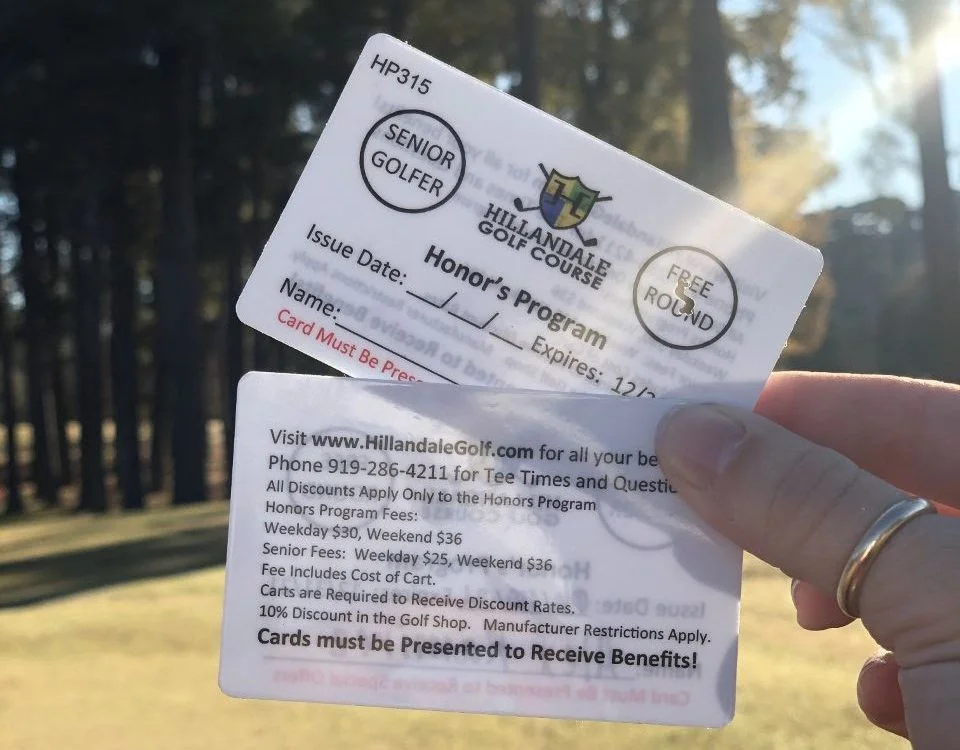 HP315
SENIOR
GOLFER
HILLANDALE
GOLF COURSE
FREE
ROUND
Honor's Program
Issue Date: __/__/__ Expires: 12/
Name:
Card Must Be
Visit www.HillandaleGolf.com for all your
Phone 919-286-4211 for Tee Times and
All Discounts Apply Only to the Honors Program
Honors Program Fees:
Weekday $30, Weekend $36
Senior Fees: Weekday $25, Weekend $36
Fee Includes Cost of Cart.
Carts are Required to Receive Discount Rates.
10% Discount in the Golf Shop. Manufacturer Restrictions Apply.
Cards must be Presented to Receive Benefits!